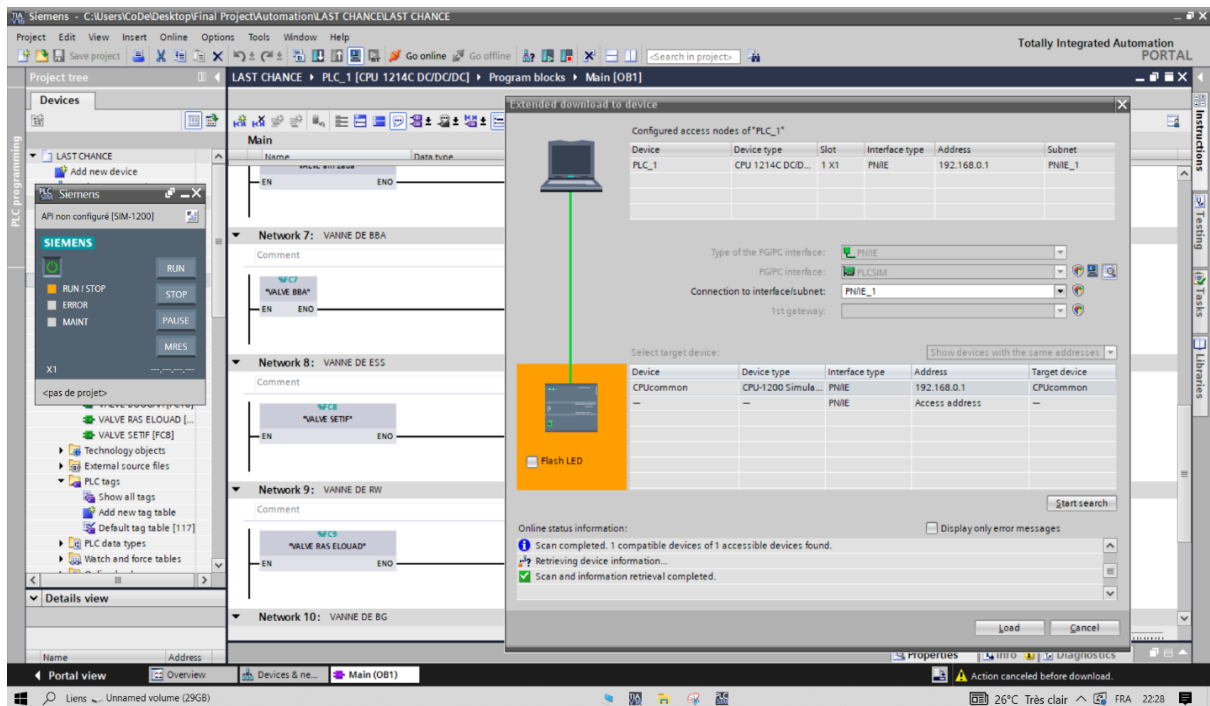 Siemens - C:\Users\CoDe\Desktop\Final Project\Automation\LAST CHANCE\LAST CHANCE
Project Edit View Insert Online Options Tools Window Help
Totally Integrated Automation
PORTAL
Save project
Go online
Go offline
<Search in project>
Project tree
LAST CHANCE PLC_1 [CPU 1214C DC/DC/DC] Program blocks Main [OB1]
Devices
PLC programming
LAST CHANCE
Add new device
Siemens
API non configuré [SIM-1200]
SIEMENS
RUN
RUN / STOP
STOP
ERROR
MAINT
PAUSE
MRES
X1 ---.---.---.---
<pas de projet>
VALVE RAS ELOUAD [...
VALVE SETIF [FC8]
Technology objects
External source files
PLC tags
Show all tags
Add new tag table
Default tag table [117]
PLC data types
Watch and force tables
Details view
Name Address
Main
Name Data type
EN ENO
Network 7: VANNE DE BBA
Comment
%FC7
"VALVE BBA"
EN ENO
Network 8: VANNE DE ESS
Comment
%FC8
"VALVE SETIF"
EN ENO
Network 9: VANNE DE RW
Comment
%FC9
"VALVE RAS ELOUAD"
EN ENO
Network 10: VANNE DE BG
Extended download to device
Configured access nodes of "PLC_1"
Device Device type Slot Interface type Address Subnet
PLC_1 CPU 1214C DC/D... 1 X1 PN/IE 192.168.0.1 PN/IE_1
Type of the PG/PC interface: PN/IE
PG/PC interface: PLCSIM
Connection to interface/subnet: PN/IE_1
1st gateway:
Select target device: Show devices with the same addresses
Device Device type Interface type Address Target device
CPUcommon CPU-1200 Simula... PN/IE 192.168.0.1 CPUcommon
— — PN/IE Access address —
Flash LED
Start search
Online status information:
Display only error messages
Scan completed. 1 compatible devices of 1 accessible devices found.
Retrieving device information...
Scan and information retrieval completed.
Load Cancel
Instructions
Testing
Tasks
Libraries
Properties Info Diagnostics
Portal view Overview Devices & ne... Main (OB1)
Action canceled before download.
Liens Unnamed volume (29GB)
26°C Très clair FRA 22:28